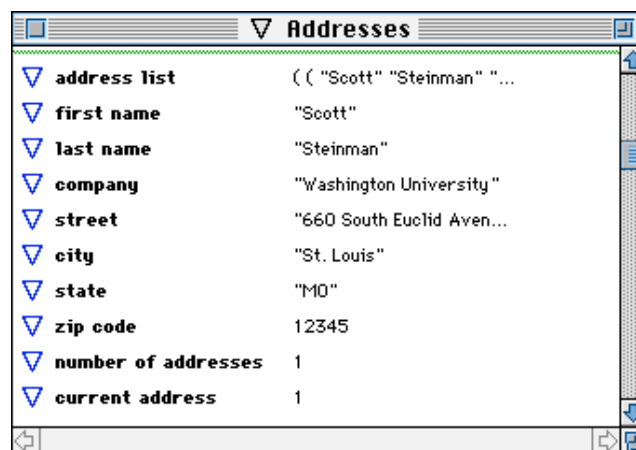 Addresses
address list (( "Scott" "Steinman" "...
first name "Scott"
last name "Steinman"
company "Washington University"
street "660 South Euclid Aven...
city "St. Louis"
state "MO"
zip code 12345
number of addresses 1
current address 1